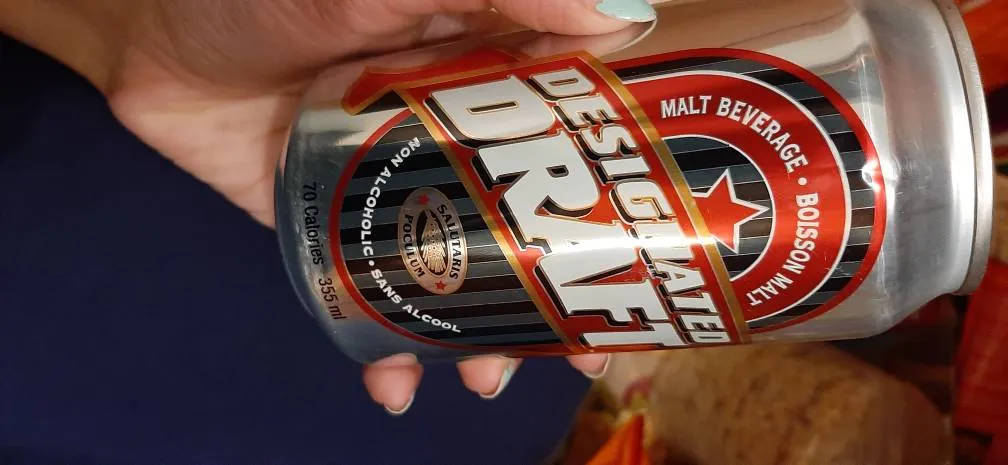 MALT BEVERAGE • BOISSON MALT
DESIGNATED
DRAFT
SALUTARIS
POCULUM
NON ALCOHOLIC • SANS ALCOOL
70 Calories 355 ml